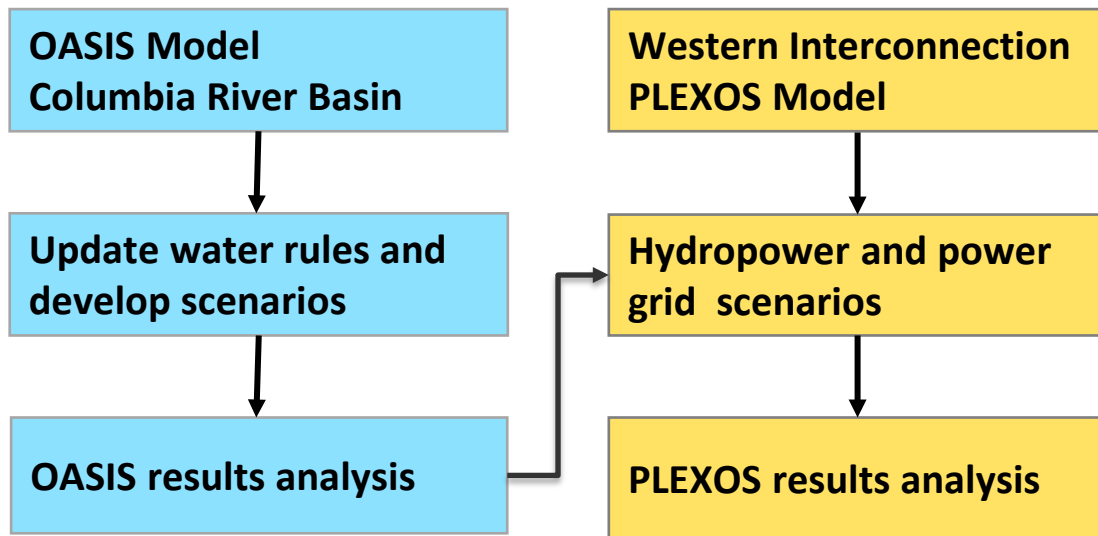 OASIS Model
Columbia River Basin
Update water rules and
develop scenarios
OASIS results analysis
Western Interconnection
PLEXOS Model
Hydropower and power
grid  scenarios
PLEXOS results analysis